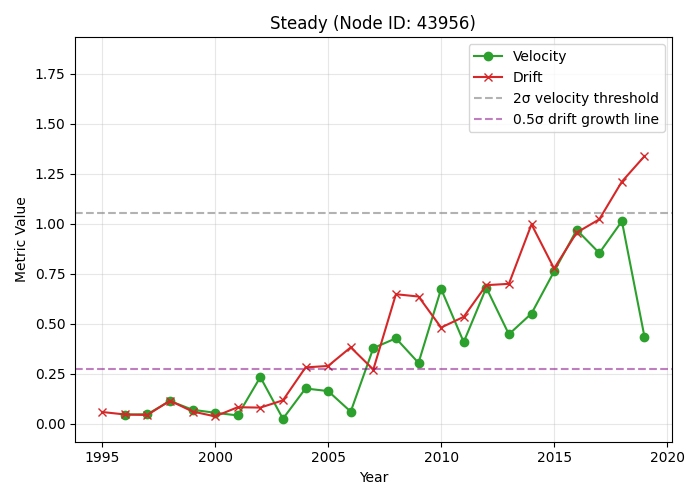 Steady (Node ID: 43956)
Velocity
Drift
2σ velocity threshold
0.5σ drift growth line
Metric Value
1.75
1.50
1.25
1.00
0.75
0.50
0.25
0.00
1995 2000 2005 2010 2015 2020
Year